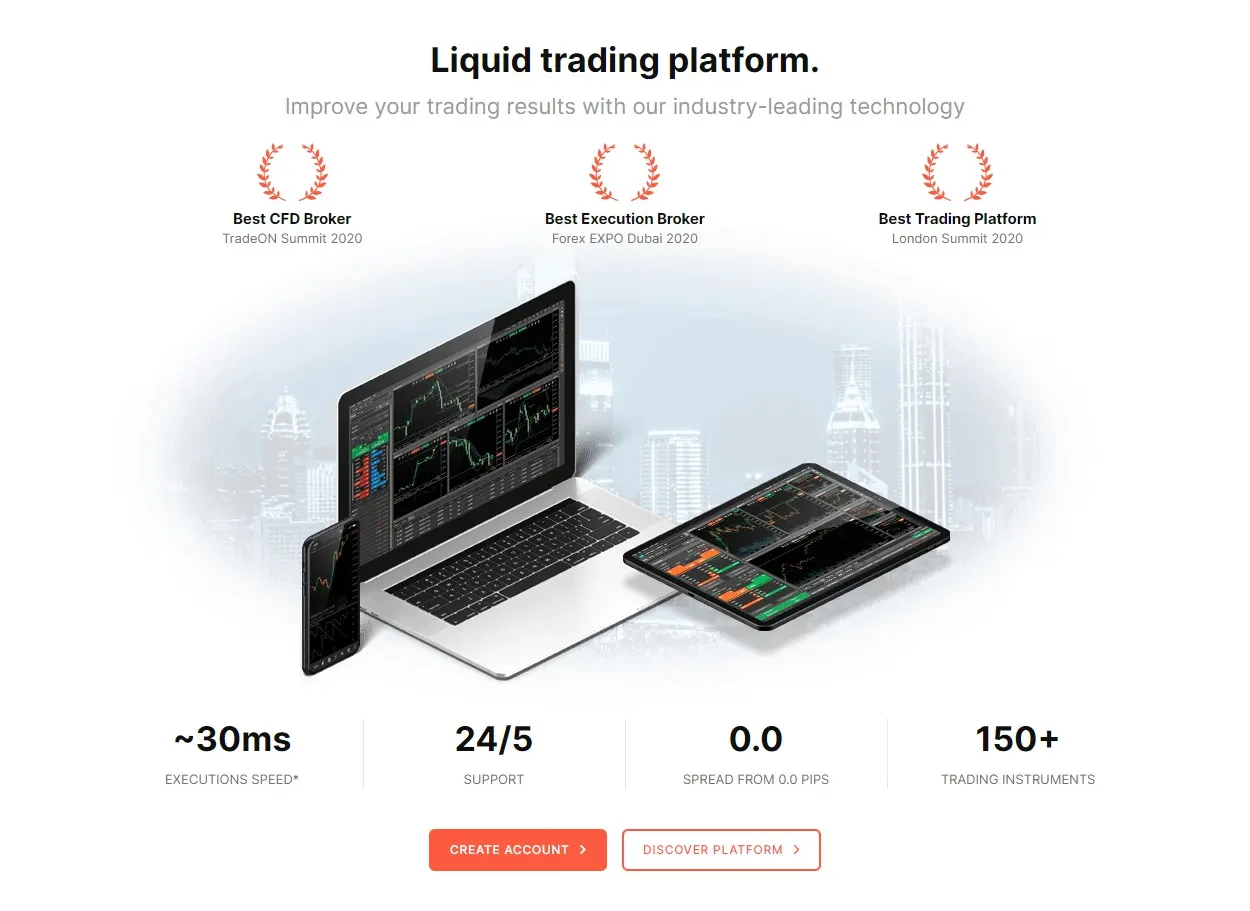 Liquid trading platform.
Improve your trading results with our industry-leading technology
Best CFD Broker
TradeON Summit 2020
Best Execution Broker
Forex EXPO Dubai 2020
Best Trading Platform
London Summit 2020
~30ms
EXECUTIONS SPEED*
24/5
SUPPORT
0.0
SPREAD FROM 0.0 PIPS
150+
TRADING INSTRUMENTS
CREATE ACCOUNT
DISCOVER PLATFORM